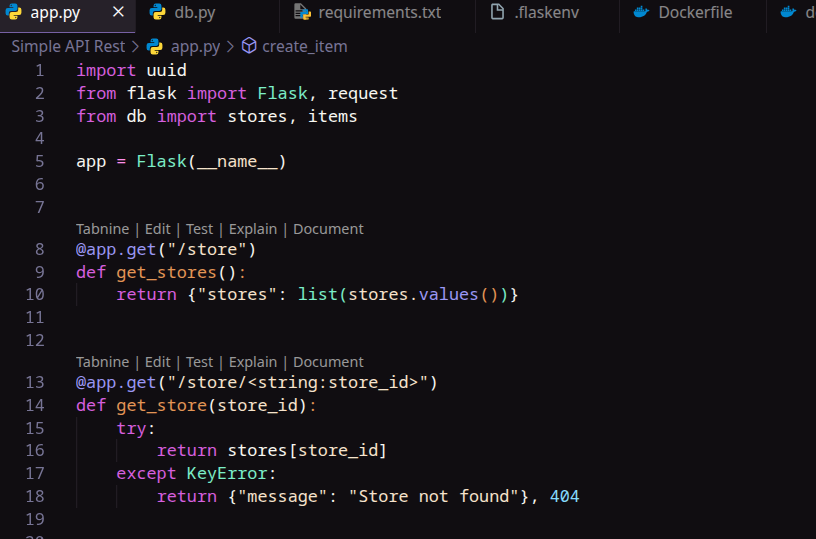 app.py × db.py requirements.txt .flaskenv Dockerfile d
Simple API Rest > app.py > create_item
1 import uuid
2 from flask import Flask, request
3 from db import stores, items
4
5 app = Flask(__name__)
6
7
Tabnine | Edit | Test | Explain | Document
8 @app.get("/store")
9 def get_stores():
10     return {"stores": list(stores.values())}
11
12
Tabnine | Edit | Test | Explain | Document
13 @app.get("/store/<string:store_id>")
14 def get_store(store_id):
15     try:
16         return stores[store_id]
17     except KeyError:
18         return {"message": "Store not found"}, 404
19